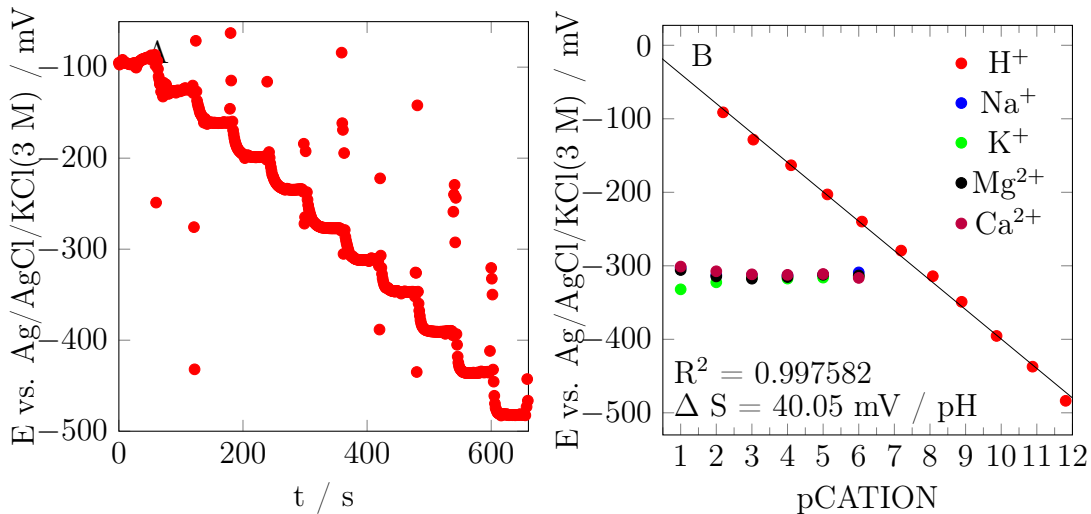 E vs. Ag/AgCl/KCl(3 M) / mV
A
−100
−200
−300
−400
−500
0
200
400
600
t / s
E vs. Ag/AgCl/KCl(3 M) / mV
B
0
−100
−200
−300
−400
−500
H⁺
Na⁺
K⁺
Mg²⁺
Ca²⁺
R² = 0.997582
Δ S = 40.05 mV / pH
1 2 3 4 5 6 7 8 9 10 11 12
pCATION